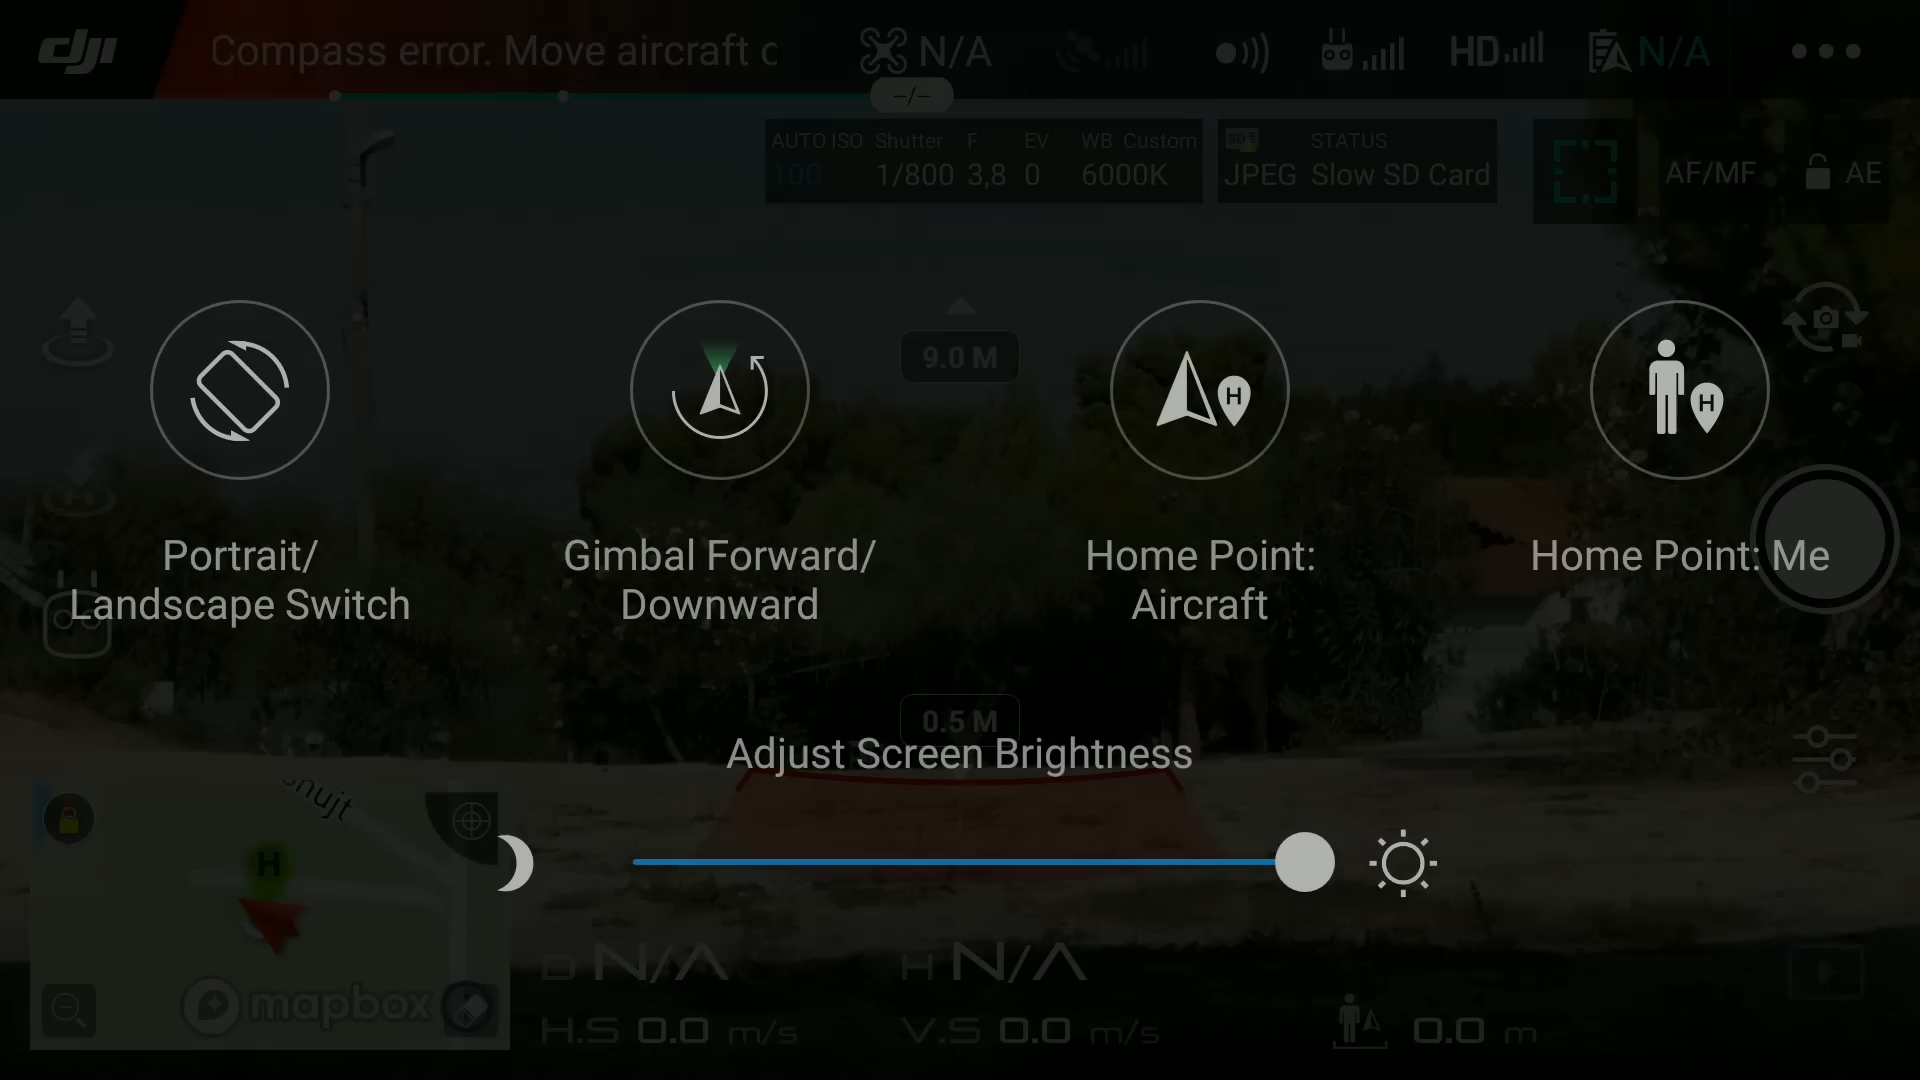 dji
Compass error. Move aircraft
N/A
HD
N/A
--/--
AUTO ISO Shutter F EV WB Custom
100 1/800 3,8 0 6000K
SD STATUS
JPEG Slow SD Card
AF/MF
AE
9.0 M
H
H
Portrait/
Landscape Switch
Gimbal Forward/
Downward
Home Point:
Aircraft
Home Point: Me
0.5 M
Adjust Screen Brightness
H
mapbox
D N/A
H N/A
H.S 0.0 m/s
V.S 0.0 m/s
0.0 m